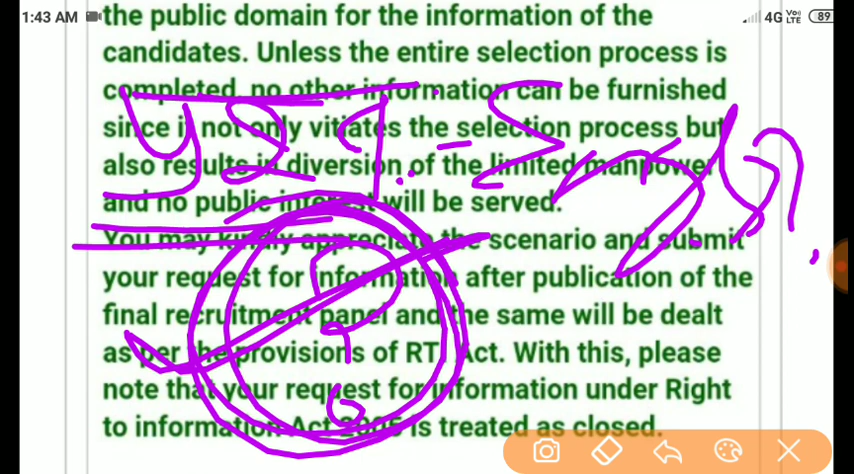 1:43 AM 4G VoD LTE 89
the public domain for the information of the
candidates. Unless the entire selection process is
completed, no other information can be furnished
since it not only vitiates the selection process but
also results in diversion of the limited manpower
and no public interest will be served.
You may kindly appreciate the scenario and submit
your request for information after publication of the
final recruitment panel and the same will be dealt
as per the provisions of RTI Act. With this, please
note that your request for information under Right
to information Act 2005 is treated as closed.